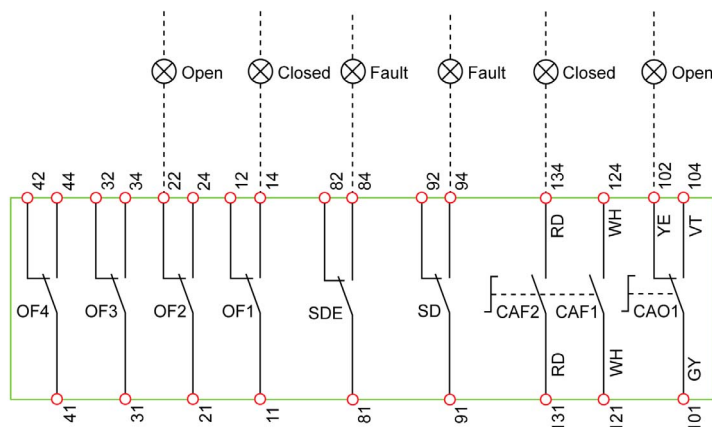 Open Closed Fault Fault Closed Open
42 44 32 34 22 24 12 14 82 84 92 94 134 124 102 104
RD WH YE VT
OF4 OF3 OF2 OF1 SDE SD CAF2 CAF1 CAO1
RD WH GY
41 31 21 11 81 91 131 121 101